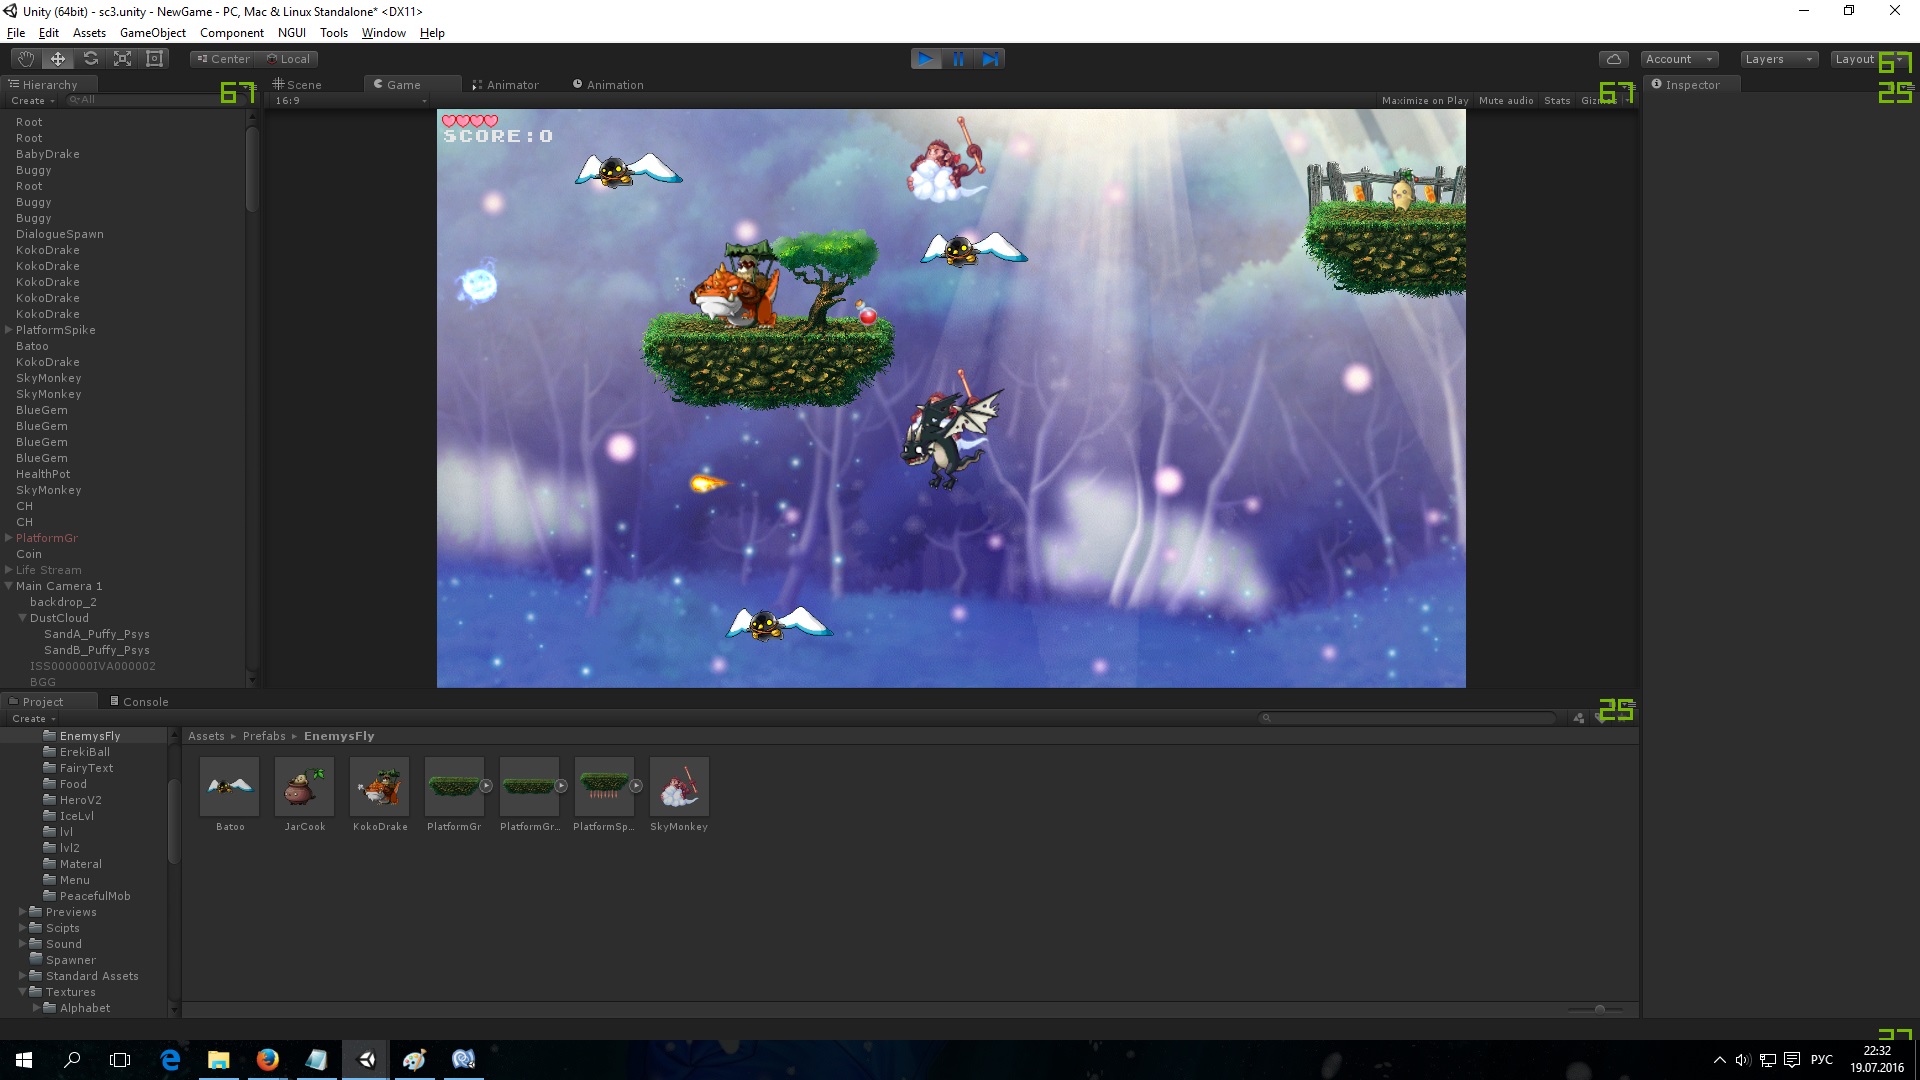 Unity (64bit) - sc3.unity - NewGame - PC, Mac & Linux Standalone* <DX11>
File Edit Assets GameObject Component NGUI Tools Window Help
Center Local Account Layers Layout
67
Hierarchy 67 Scene Game Animator Animation 67 Inspector 25
Create All 16:9 Maximize on Play Mute audio Stats
SCORE:0
Root
Root
BabyDrake
Buggy
Root
Buggy
Buggy
DialogueSpawn
KokoDrake
KokoDrake
KokoDrake
KokoDrake
KokoDrake
PlatformSpike
Batoo
KokoDrake
SkyMonkey
SkyMonkey
BlueGem
BlueGem
BlueGem
BlueGem
HealthPot
SkyMonkey
CH
CH
PlatformGr
Coin
Life Stream
Main Camera 1
backdrop_2
DustCloud
SandA_Puffy_Psys
SandB_Puffy_Psys
ISS000000IVA000002
BGG
Project Console
25
Create
EnemysFly
ErekiBall
FairyText
Food
HeroV2
IceLvl
lvl
lvl2
Materal
Menu
PeacefulMob
Previews
Scipts
Sound
Spawner
Standard Assets
Textures
Alphabet
Assets Prefabs EnemysFly
Batoo JarCook KokoDrake PlatformGr PlatformGr... PlatformSp... SkyMonkey
РУС
22:32
19.07.2016